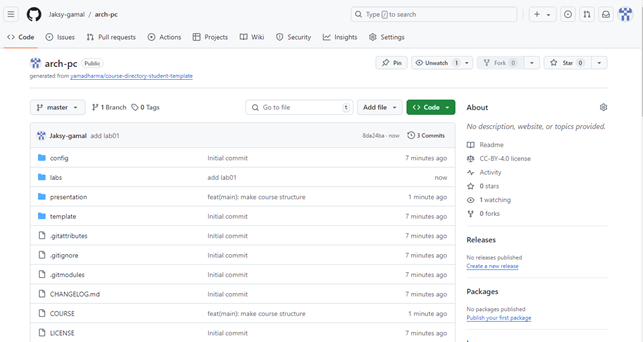 Jaksy-gamal / arch-pc
Type / to search
Code Issues Pull requests Actions Projects Wiki Security Insights Settings
arch-pc Public
Pin Unwatch 1 Fork 0 Star 0
generated from yamadharma/course-directory-student-template
master 1 Branch 0 Tags Go to file t Add file Code
About
No description, website, or topics provided.
Jaksy-gamal add lab01 8da24ba · now 3 Commits
config Initial commit 7 minutes ago
labs add lab01 now
presentation feat(main): make course structure 1 minute ago
template Initial commit 7 minutes ago
.gitattributes Initial commit 7 minutes ago
.gitignore Initial commit 7 minutes ago
.gitmodules Initial commit 7 minutes ago
CHANGELOG.md Initial commit 7 minutes ago
COURSE feat(main): make course structure 1 minute ago
LICENSE Initial commit 7 minutes ago
Readme
CC-BY-4.0 license
Activity
0 stars
1 watching
0 forks
Releases
No releases published
Create a new release
Packages
No packages published
Publish your first package